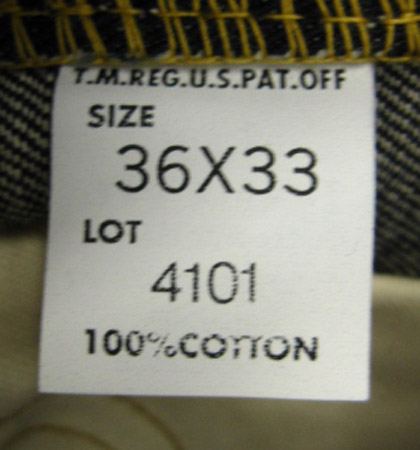 T.M.REG.U.S.PAT.OFF
SIZE
36X33
LOT
4101
100%COTTON